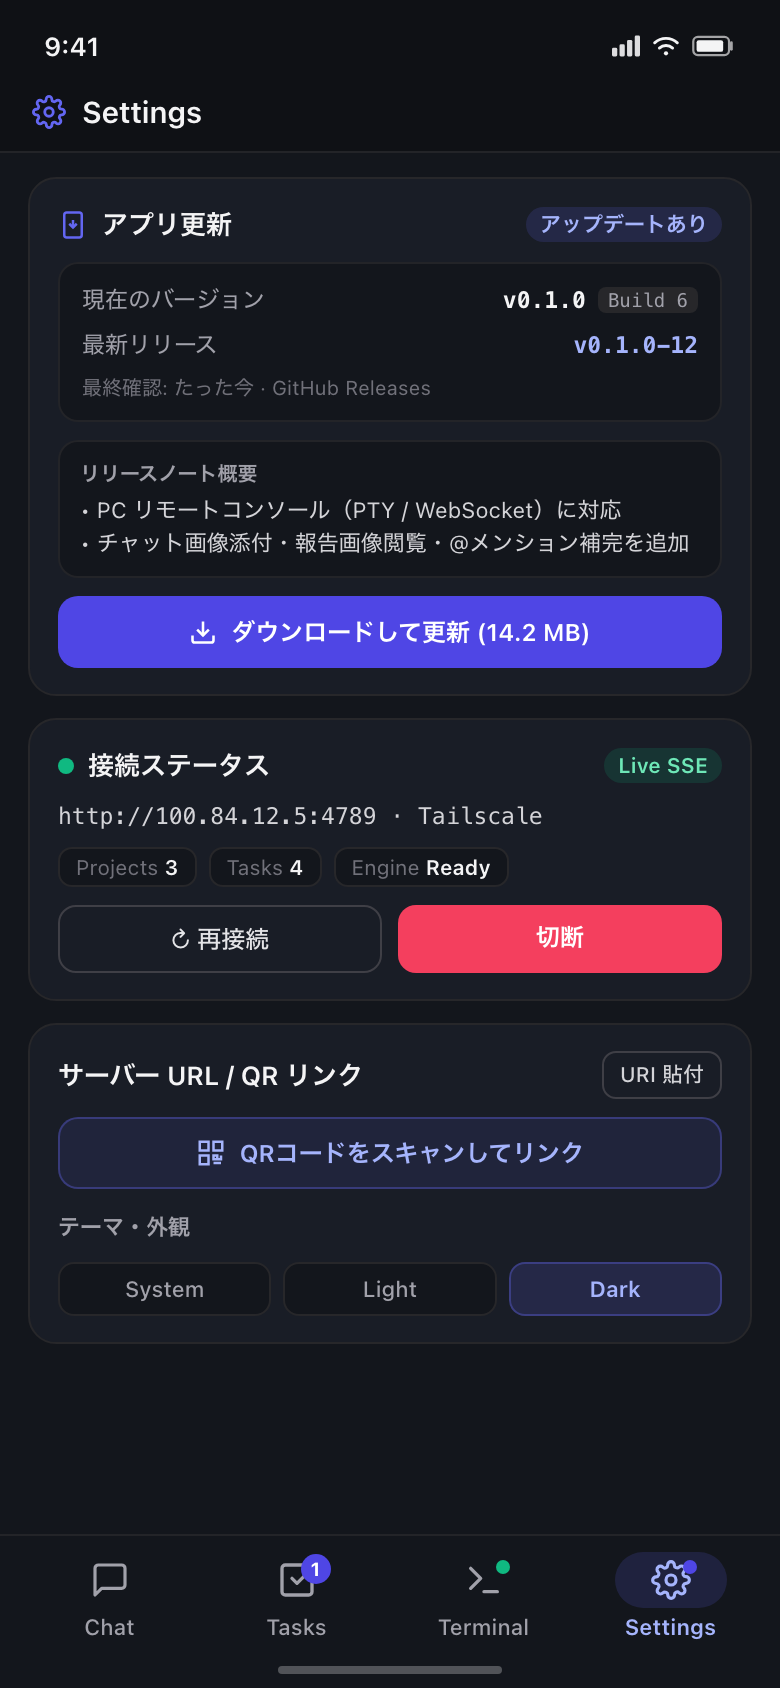 9:41
Settings
アプリ更新 アップデートあり
現在のバージョン v0.1.0 Build 6
最新リリース v0.1.0-12
最終確認: たった今 · GitHub Releases
リリースノート概要
• PC リモートコンソール（PTY / WebSocket）に対応
• チャット画像添付・報告画像閲覧・@メンション補完を追加
ダウンロードして更新 (14.2 MB)
接続ステータス Live SSE
http://100.84.12.5:4789 · Tailscale
Projects 3 Tasks 4 Engine Ready
↻ 再接続 切断
サーバー URL / QR リンク URI 貼付
QRコードをスキャンしてリンク
テーマ・外観
System Light Dark
1
Chat Tasks Terminal Settings